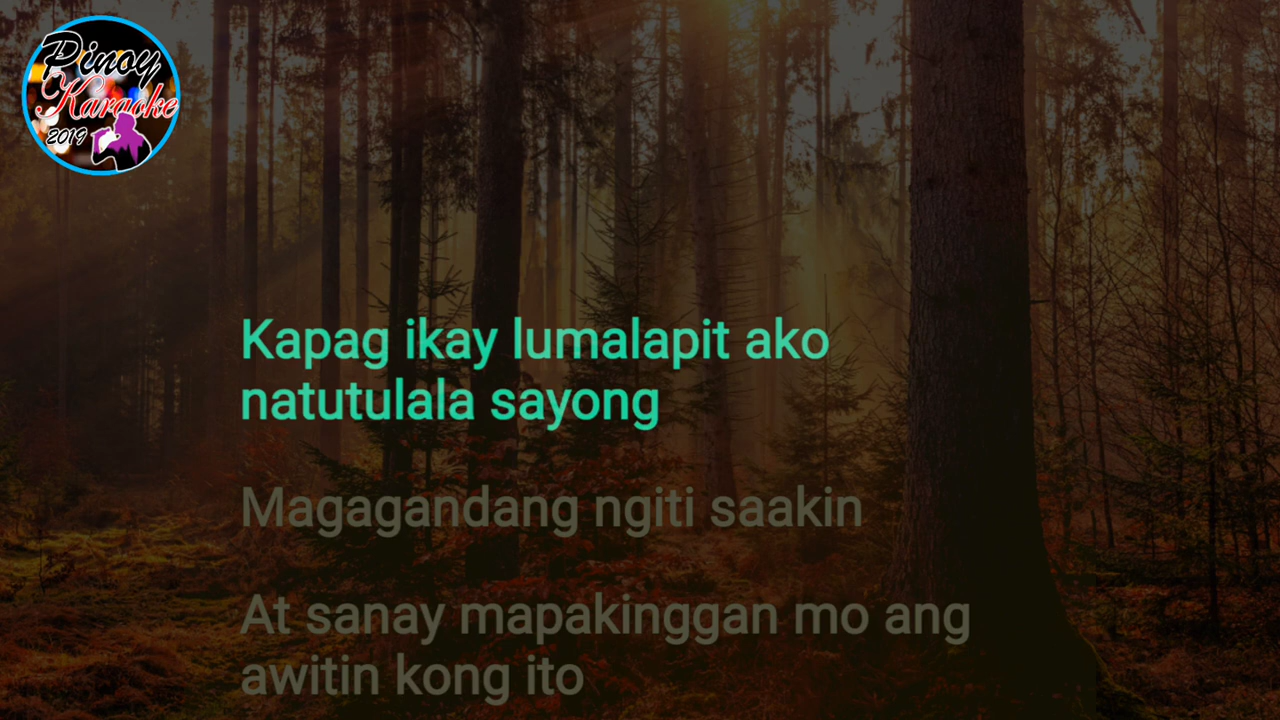 Pinoy
Karaoke
2019
Kapag ikay lumalapit ako
natutulala sayong
Magagandang ngiti saakin
At sanay mapakinggan mo ang
awitin kong ito